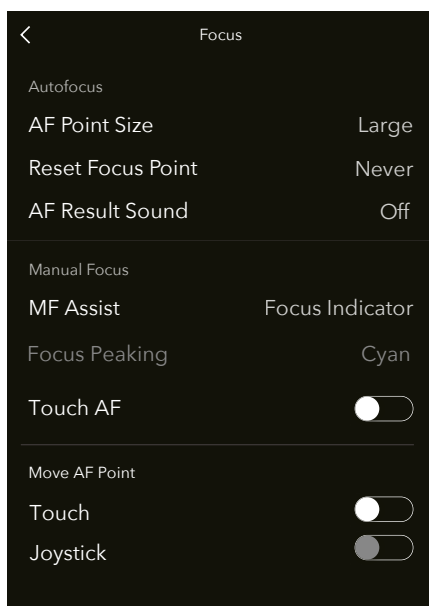 Focus
Autofocus
AF Point Size Large
Reset Focus Point Never
AF Result Sound Off
Manual Focus
MF Assist Focus Indicator
Focus Peaking Cyan
Touch AF
Move AF Point
Touch
Joystick